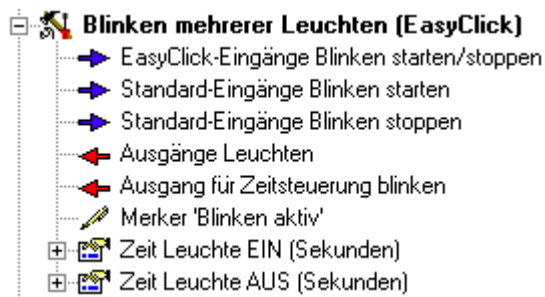 Blinken mehrerer Leuchten (EasyClick)
EasyClick-Eingänge Blinken starten/stoppen
Standard-Eingänge Blinken starten
Standard-Eingänge Blinken stoppen
Ausgänge Leuchten
Ausgang für Zeitsteuerung blinken
Merker 'Blinken aktiv'
Zeit Leuchte EIN (Sekunden)
Zeit Leuchte AUS (Sekunden)